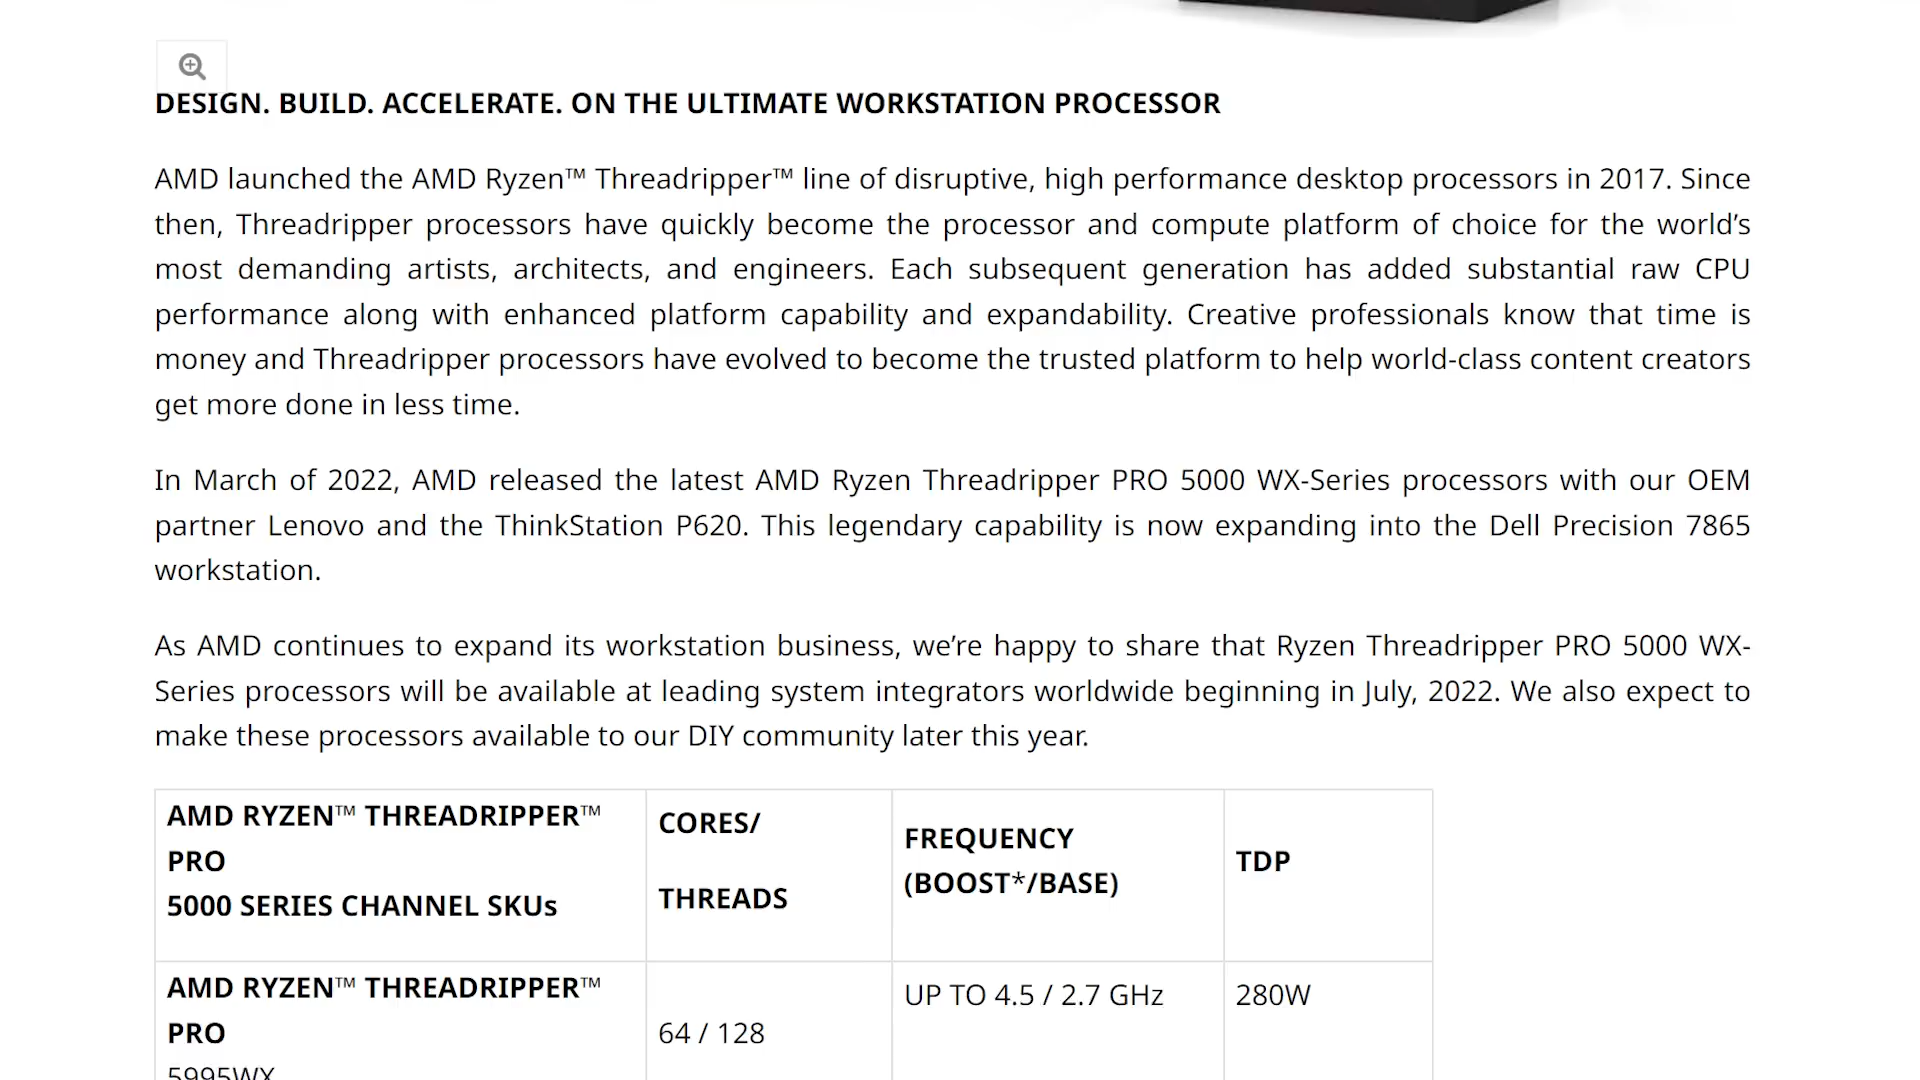 DESIGN. BUILD. ACCELERATE. ON THE ULTIMATE WORKSTATION PROCESSOR
AMD launched the AMD Ryzen™ Threadripper™ line of disruptive, high performance desktop processors in 2017. Since
then, Threadripper processors have quickly become the processor and compute platform of choice for the world’s
most demanding artists, architects, and engineers. Each subsequent generation has added substantial raw CPU
performance along with enhanced platform capability and expandability. Creative professionals know that time is
money and Threadripper processors have evolved to become the trusted platform to help world-class content creators
get more done in less time.
In March of 2022, AMD released the latest AMD Ryzen Threadripper PRO 5000 WX-Series processors with our OEM
partner Lenovo and the ThinkStation P620. This legendary capability is now expanding into the Dell Precision 7865
workstation.
As AMD continues to expand its workstation business, we’re happy to share that Ryzen Threadripper PRO 5000 WX-
Series processors will be available at leading system integrators worldwide beginning in July, 2022. We also expect to
make these processors available to our DIY community later this year.
AMD RYZEN™ THREADRIPPER™
PRO
5000 SERIES CHANNEL SKUs
CORES/
THREADS
FREQUENCY
(BOOST*/BASE)
TDP
AMD RYZEN™ THREADRIPPER™
PRO
5995WX
64 / 128
UP TO 4.5 / 2.7 GHz
280W